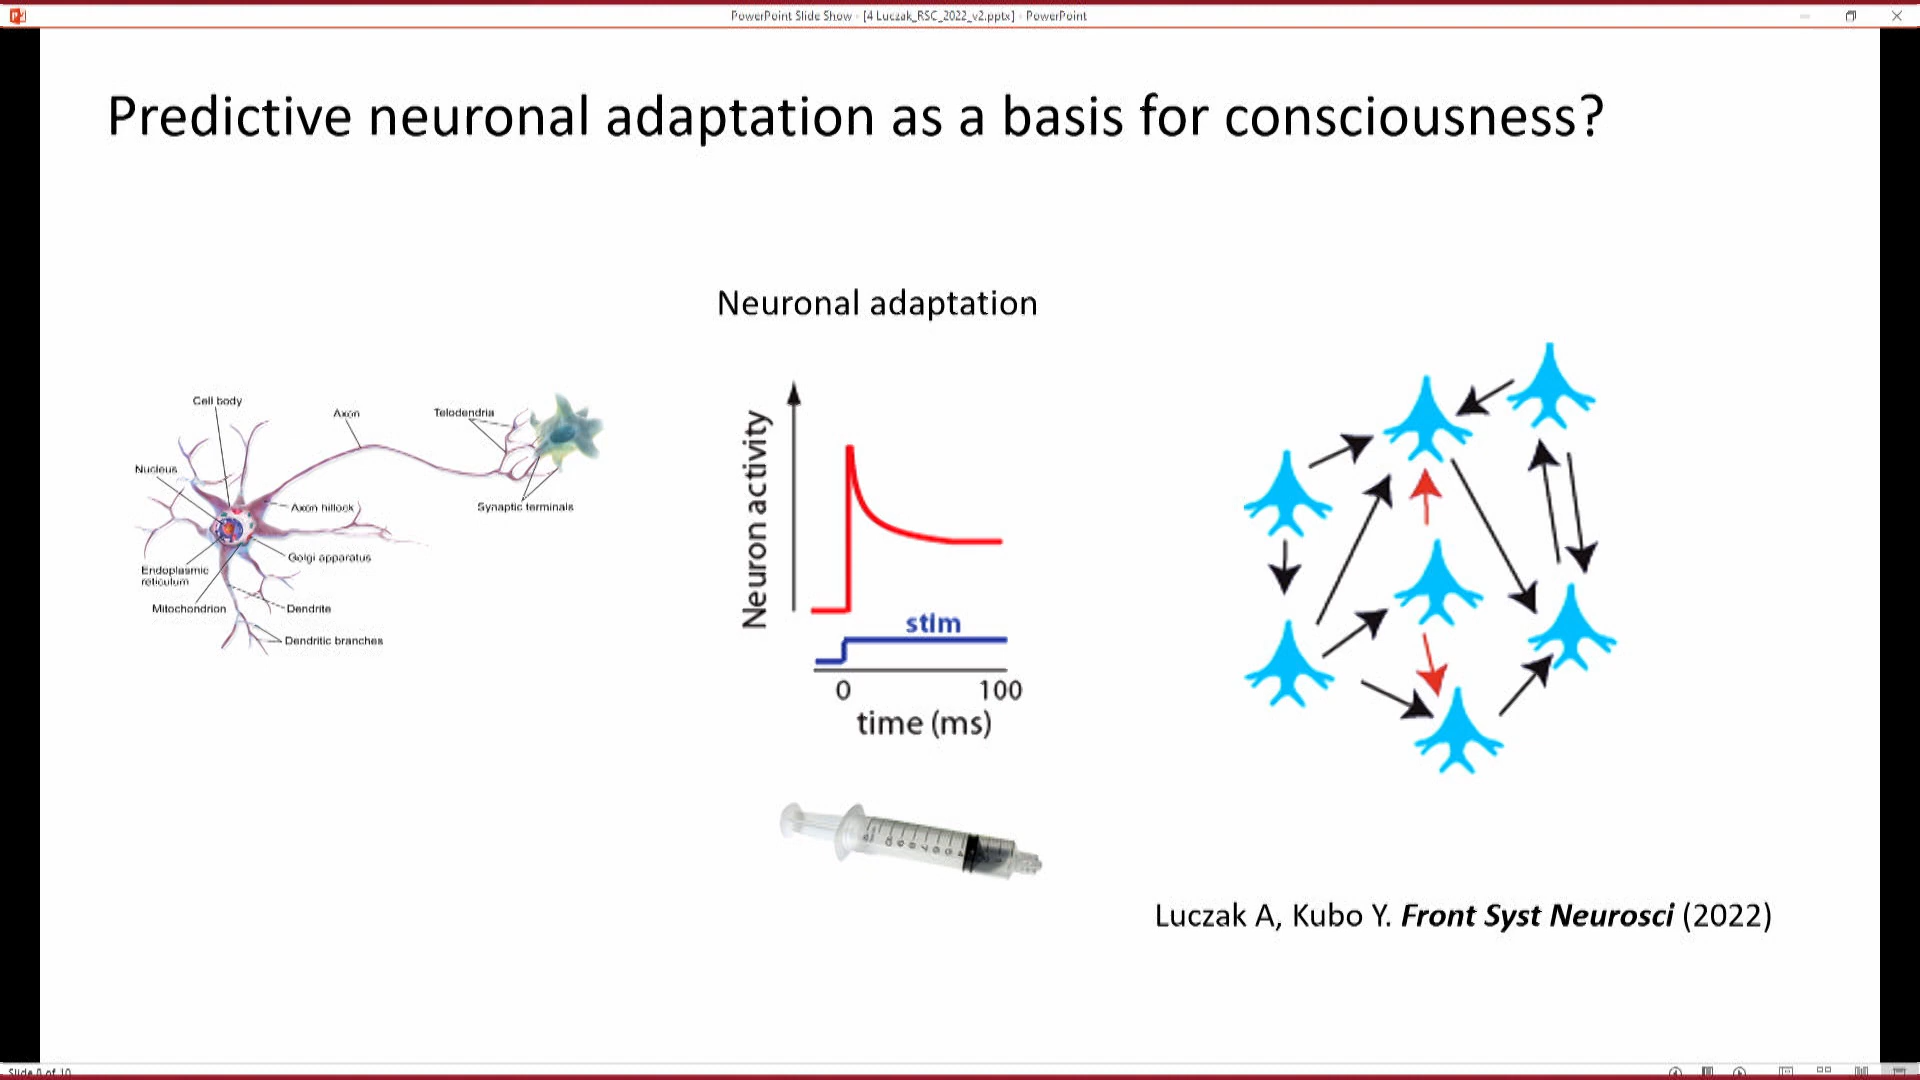 PowerPoint Slide Show - [4 Luczak_RSC_2022_v2.pptx] - PowerPoint
Predictive neuronal adaptation as a basis for consciousness?
Neuronal adaptation
Cell body
Axon
Telodendria
Nucleus
Axon hillock
Synaptic terminals
Golgi apparatus
Endoplasmic
reticulum
Mitochondrion
Dendrite
Dendritic branches
Neuron activity
stim
0
100
time (ms)
Luczak A, Kubo Y. Front Syst Neurosci (2022)